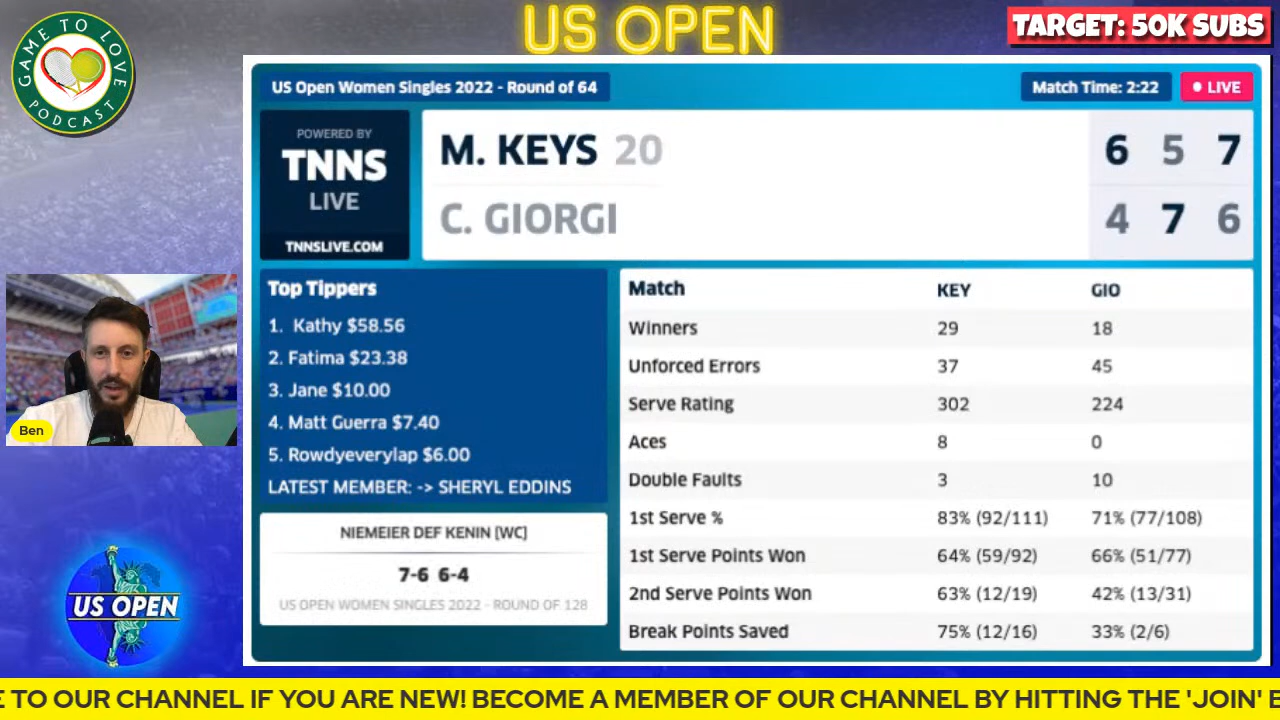 GAME TO LOVE PODCAST
US OPEN
TARGET: 50K SUBS
US Open Women Singles 2022 - Round of 64
Match Time: 2:22
LIVE
POWERED BY
TNNS
LIVE
TNNSLIVE.COM
M. KEYS 20 6 5 7
C. GIORGI 4 7 6
Top Tippers
1. Kathy $58.56
2. Fatima $23.38
3. Jane $10.00
4. Matt Guerra $7.40
5. Rowdyeverylap $6.00
LATEST MEMBER: -> SHERYL EDDINS
NIEMEIER DEF KENIN [WC]
7-6 6-4
US OPEN WOMEN SINGLES 2022 - ROUND OF 128
Match KEY GIO
Winners 29 18
Unforced Errors 37 45
Serve Rating 302 224
Aces 8 0
Double Faults 3 10
1st Serve % 83% (92/111) 71% (77/108)
1st Serve Points Won 64% (59/92) 66% (51/77)
2nd Serve Points Won 63% (12/19) 42% (13/31)
Break Points Saved 75% (12/16) 33% (2/6)
Ben
US OPEN
E TO OUR CHANNEL IF YOU ARE NEW! BECOME A MEMBER OF OUR CHANNEL BY HITTING THE 'JOIN' B